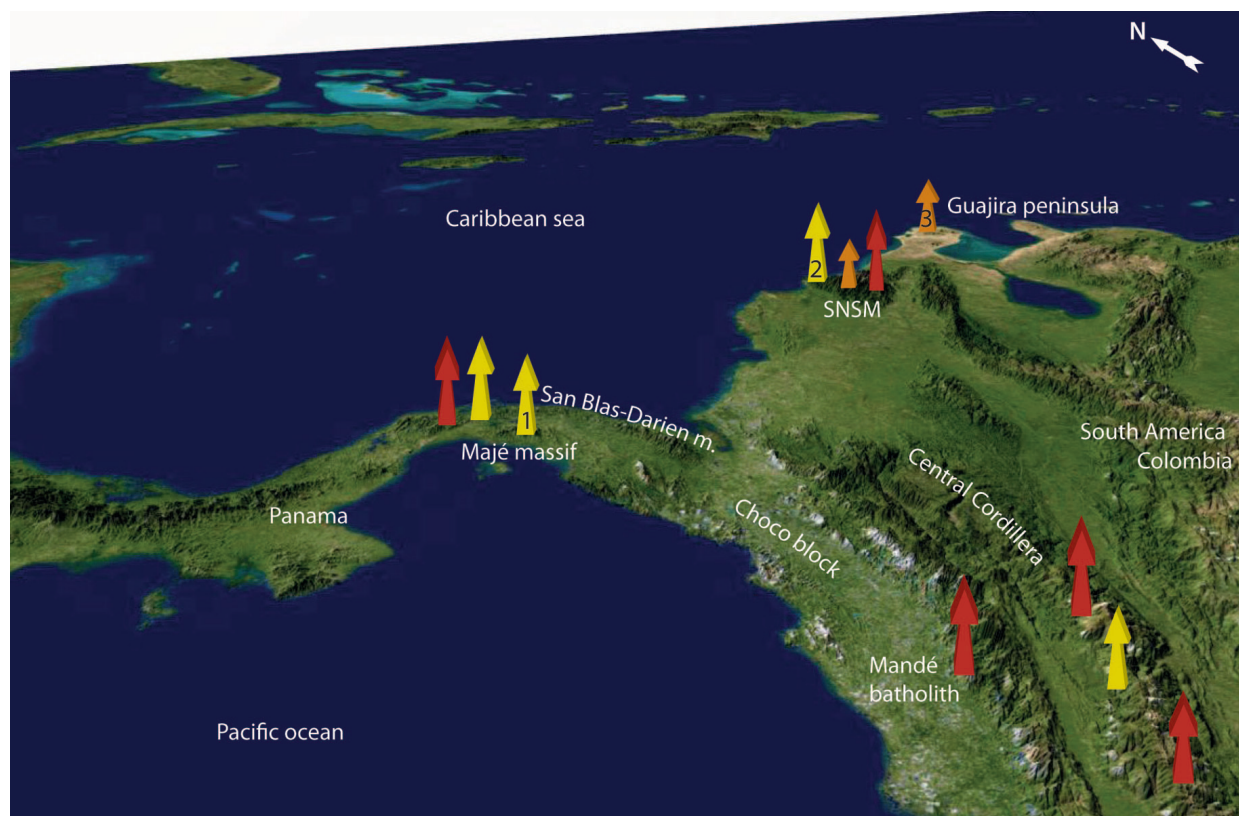 N
Caribbean sea
3
Guajira peninsula
2
SNSM
1
San Blas-Darien m.
Majé massif
South America
Colombia
Central Cordillera
Panama
Choco block
Mandé
batholith
Pacific ocean